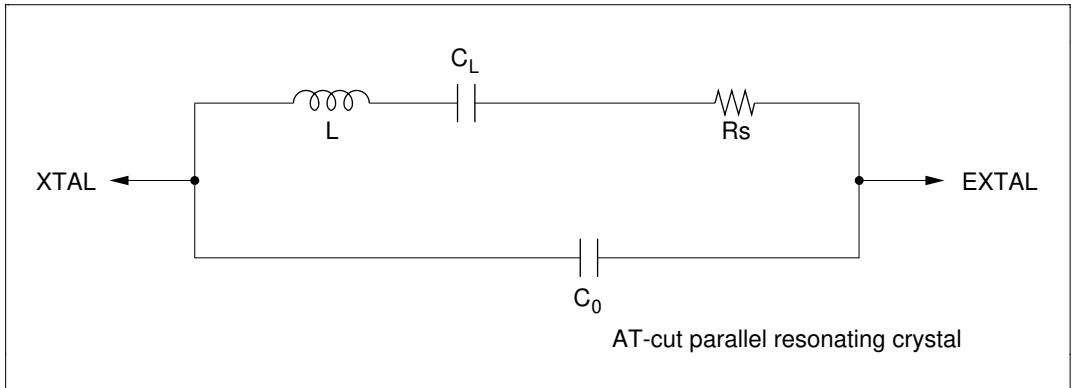 C_L
L
Rs
XTAL
EXTAL
C_0
AT-cut parallel resonating crystal